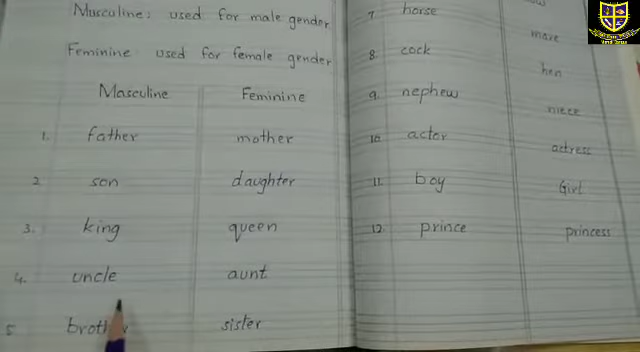 Masculine: used for male gender
Feminine used for female gender
Masculine Feminine
1. father mother
2. son daughter
3. king queen
4. uncle aunt
5. sister
7. horse mare
8. cock hen
9. nephew niece
10. actor actress
11. boy Girl
12. prince princess